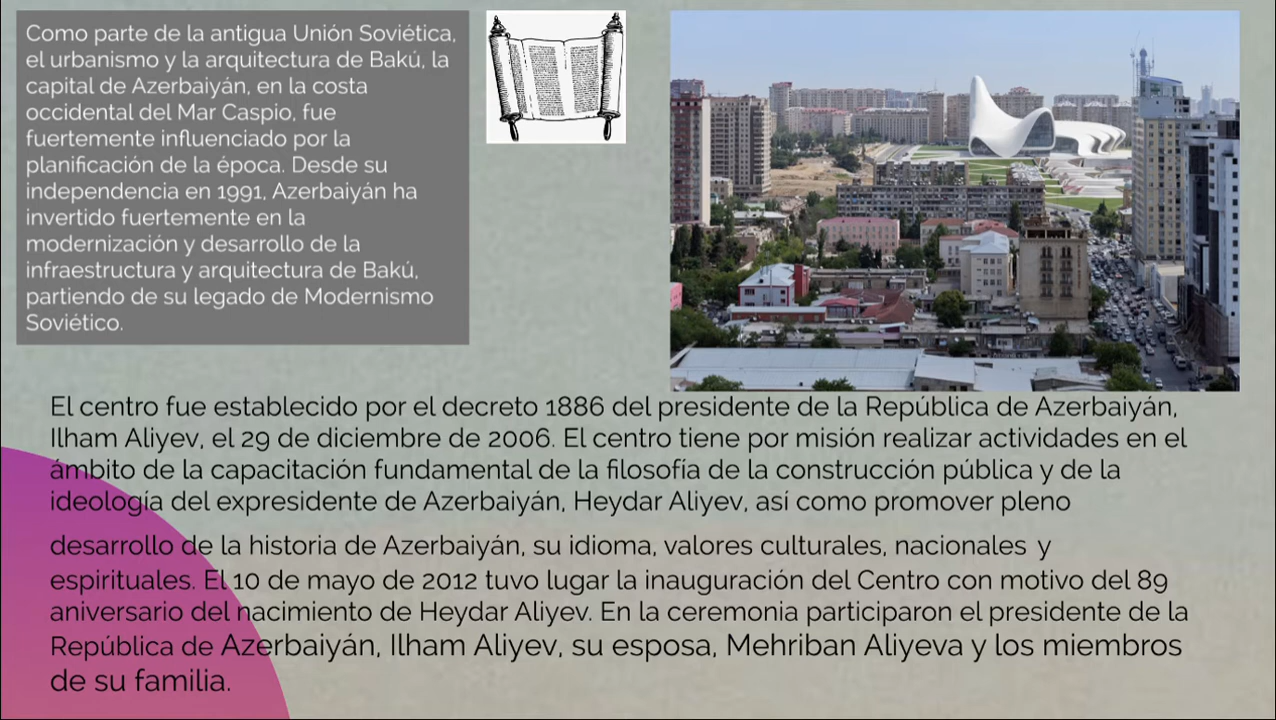 Como parte de la antigua Unión Soviética,
el urbanismo y la arquitectura de Bakú, la
capital de Azerbaiyán, en la costa
occidental del Mar Caspio, fue
fuertemente influenciado por la
planificación de la época. Desde su
independencia en 1991, Azerbaiyán ha
invertido fuertemente en la
modernización y desarrollo de la
infraestructura y arquitectura de Bakú,
partiendo de su legado de Modernismo
Soviético.
El centro fue establecido por el decreto 1886 del presidente de la República de Azerbaiyán,
Ilham Aliyev, el 29 de diciembre de 2006. El centro tiene por misión realizar actividades en el
ámbito de la capacitación fundamental de la filosofía de la construcción pública y de la
ideología del expresidente de Azerbaiyán, Heydar Aliyev, así como promover pleno
desarrollo de la historia de Azerbaiyán, su idioma, valores culturales, nacionales y
espirituales. El 10 de mayo de 2012 tuvo lugar la inauguración del Centro con motivo del 89
aniversario del nacimiento de Heydar Aliyev. En la ceremonia participaron el presidente de la
República de Azerbaiyán, Ilham Aliyev, su esposa, Mehriban Aliyeva y los miembros
de su familia.